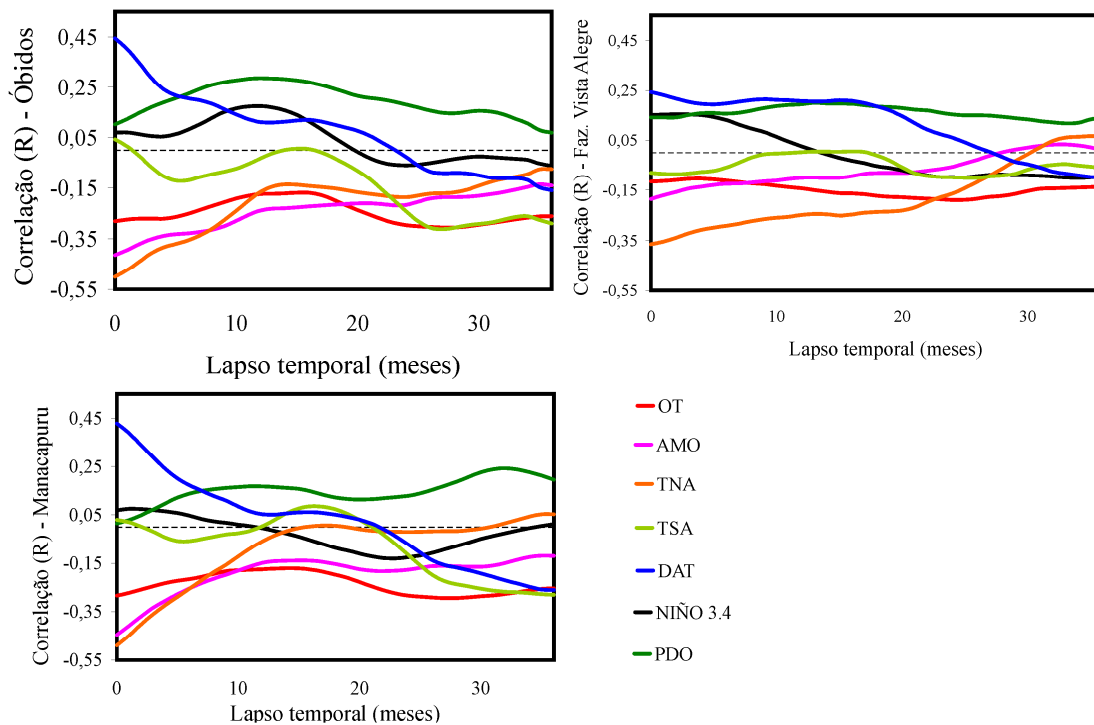 Correlação (R) - Óbidos
0,45
0,25
0,05
-0,15
-0,35
-0,55
0
10
20
30
Lapso temporal (meses)
Correlação (R) - Faz. Vista Alegre
0,45
0,25
0,05
-0,15
-0,35
-0,55
0
10
20
30
Lapso temporal (meses)
Correlação (R) - Manacapuru
0,45
0,25
0,05
-0,15
-0,35
-0,55
0
10
20
30
Lapso temporal (meses)
OT
AMO
TNA
TSA
DAT
NIÑO 3.4
PDO